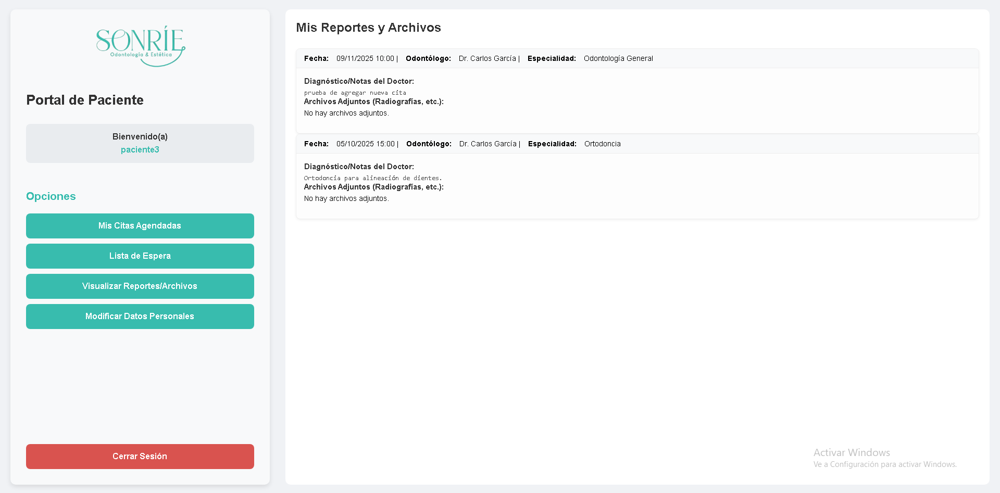 SONRÍE
Odontología & Estética
Portal de Paciente
Bienvenido(a)
paciente3
Opciones
Mis Citas Agendadas
Lista de Espera
Visualizar Reportes/Archivos
Modificar Datos Personales
Cerrar Sesión
Mis Reportes y Archivos
Fecha: 09/11/2025 10:00 | Odontólogo: Dr. Carlos García | Especialidad: Odontología General
Diagnóstico/Notas del Doctor:
prueba de agregar nueva cita
Archivos Adjuntos (Radiografías, etc.):
No hay archivos adjuntos.
Fecha: 05/10/2025 15:00 | Odontólogo: Dr. Carlos García | Especialidad: Ortodoncia
Diagnóstico/Notas del Doctor:
Ortodoncia para alineación de dientes.
Archivos Adjuntos (Radiografías, etc.):
No hay archivos adjuntos.
Activar Windows
Ve a Configuración para activar Windows.